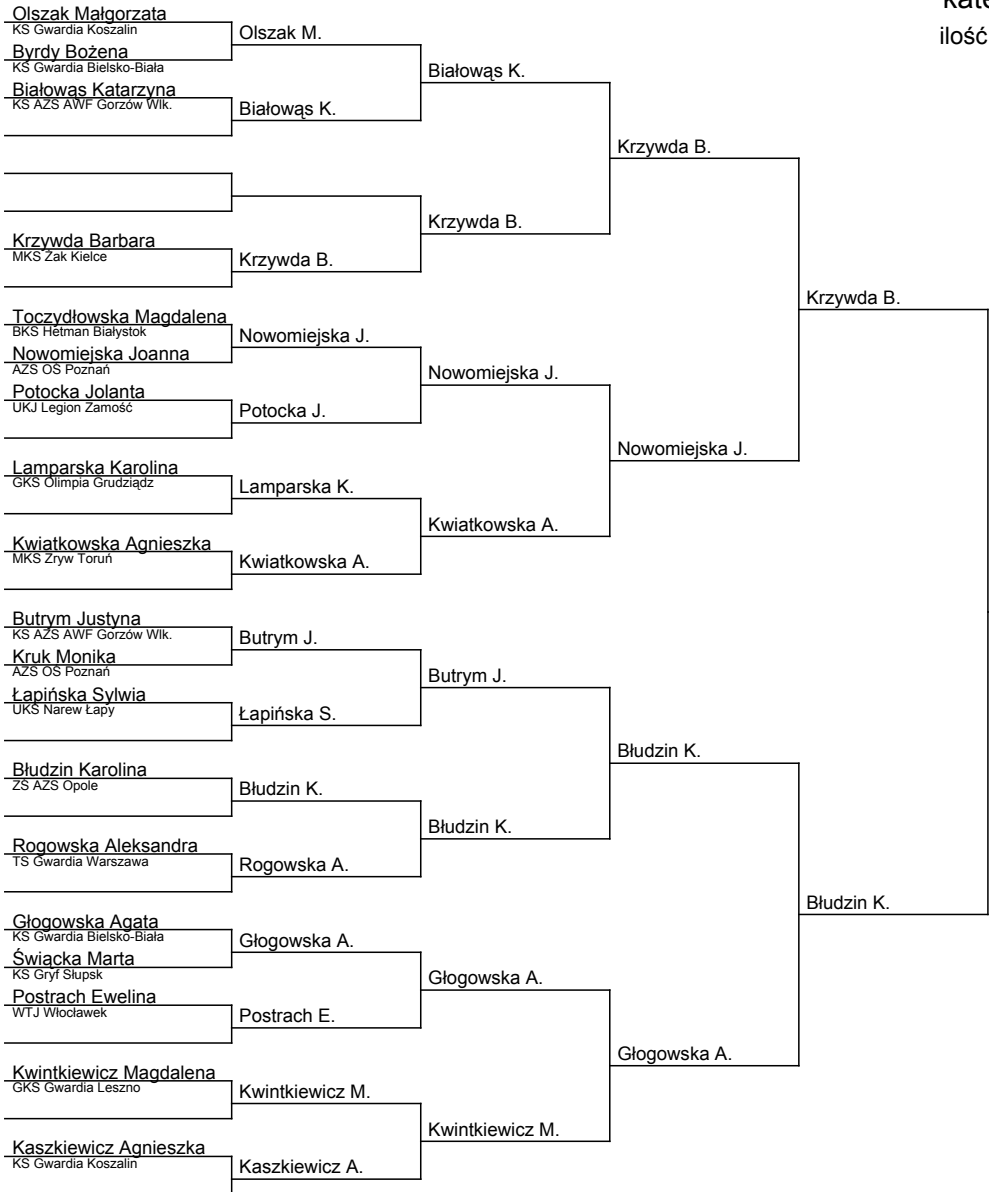 kate
ilość
Olszak Małgorzata
KS Gwardia Koszalin
Byrdy Bożena
KS Gwardia Bielsko-Biała
Białowąs Katarzyna
KS AZS AWF Gorzów Wlk.
Krzywda Barbara
MKS Żak Kielce
Toczydłowska Magdalena
BKS Hetman Białystok
Nowomiejska Joanna
AZS OŚ Poznań
Potocka Jolanta
UKJ Legion Zamość
Lamparska Karolina
GKS Olimpia Grudziądz
Kwiatkowska Agnieszka
MKS Zryw Toruń
Butrym Justyna
KS AZS AWF Gorzów Wlk.
Kruk Monika
AZS OŚ Poznań
Łapińska Sylwia
UKS Narew Łapy
Błudzin Karolina
ZŚ AZS Opole
Rogowska Aleksandra
TS Gwardia Warszawa
Głogowska Agata
KS Gwardia Bielsko-Biała
Świącka Marta
KS Gryf Słupsk
Postrach Ewelina
WTJ Włocławek
Kwintkiewicz Magdalena
GKS Gwardia Leszno
Kaszkiewicz Agnieszka
KS Gwardia Koszalin
Olszak M.
Białowąs K.
Krzywda B.
Nowomiejska J.
Potocka J.
Lamparska K.
Kwiatkowska A.
Butrym J.
Łapińska S.
Błudzin K.
Rogowska A.
Głogowska A.
Postrach E.
Kwintkiewicz M.
Kaszkiewicz A.
Białowąs K.
Krzywda B.
Nowomiejska J.
Kwiatkowska A.
Butrym J.
Błudzin K.
Głogowska A.
Kwintkiewicz M.
Krzywda B.
Nowomiejska J.
Błudzin K.
Głogowska A.
Krzywda B.
Błudzin K.